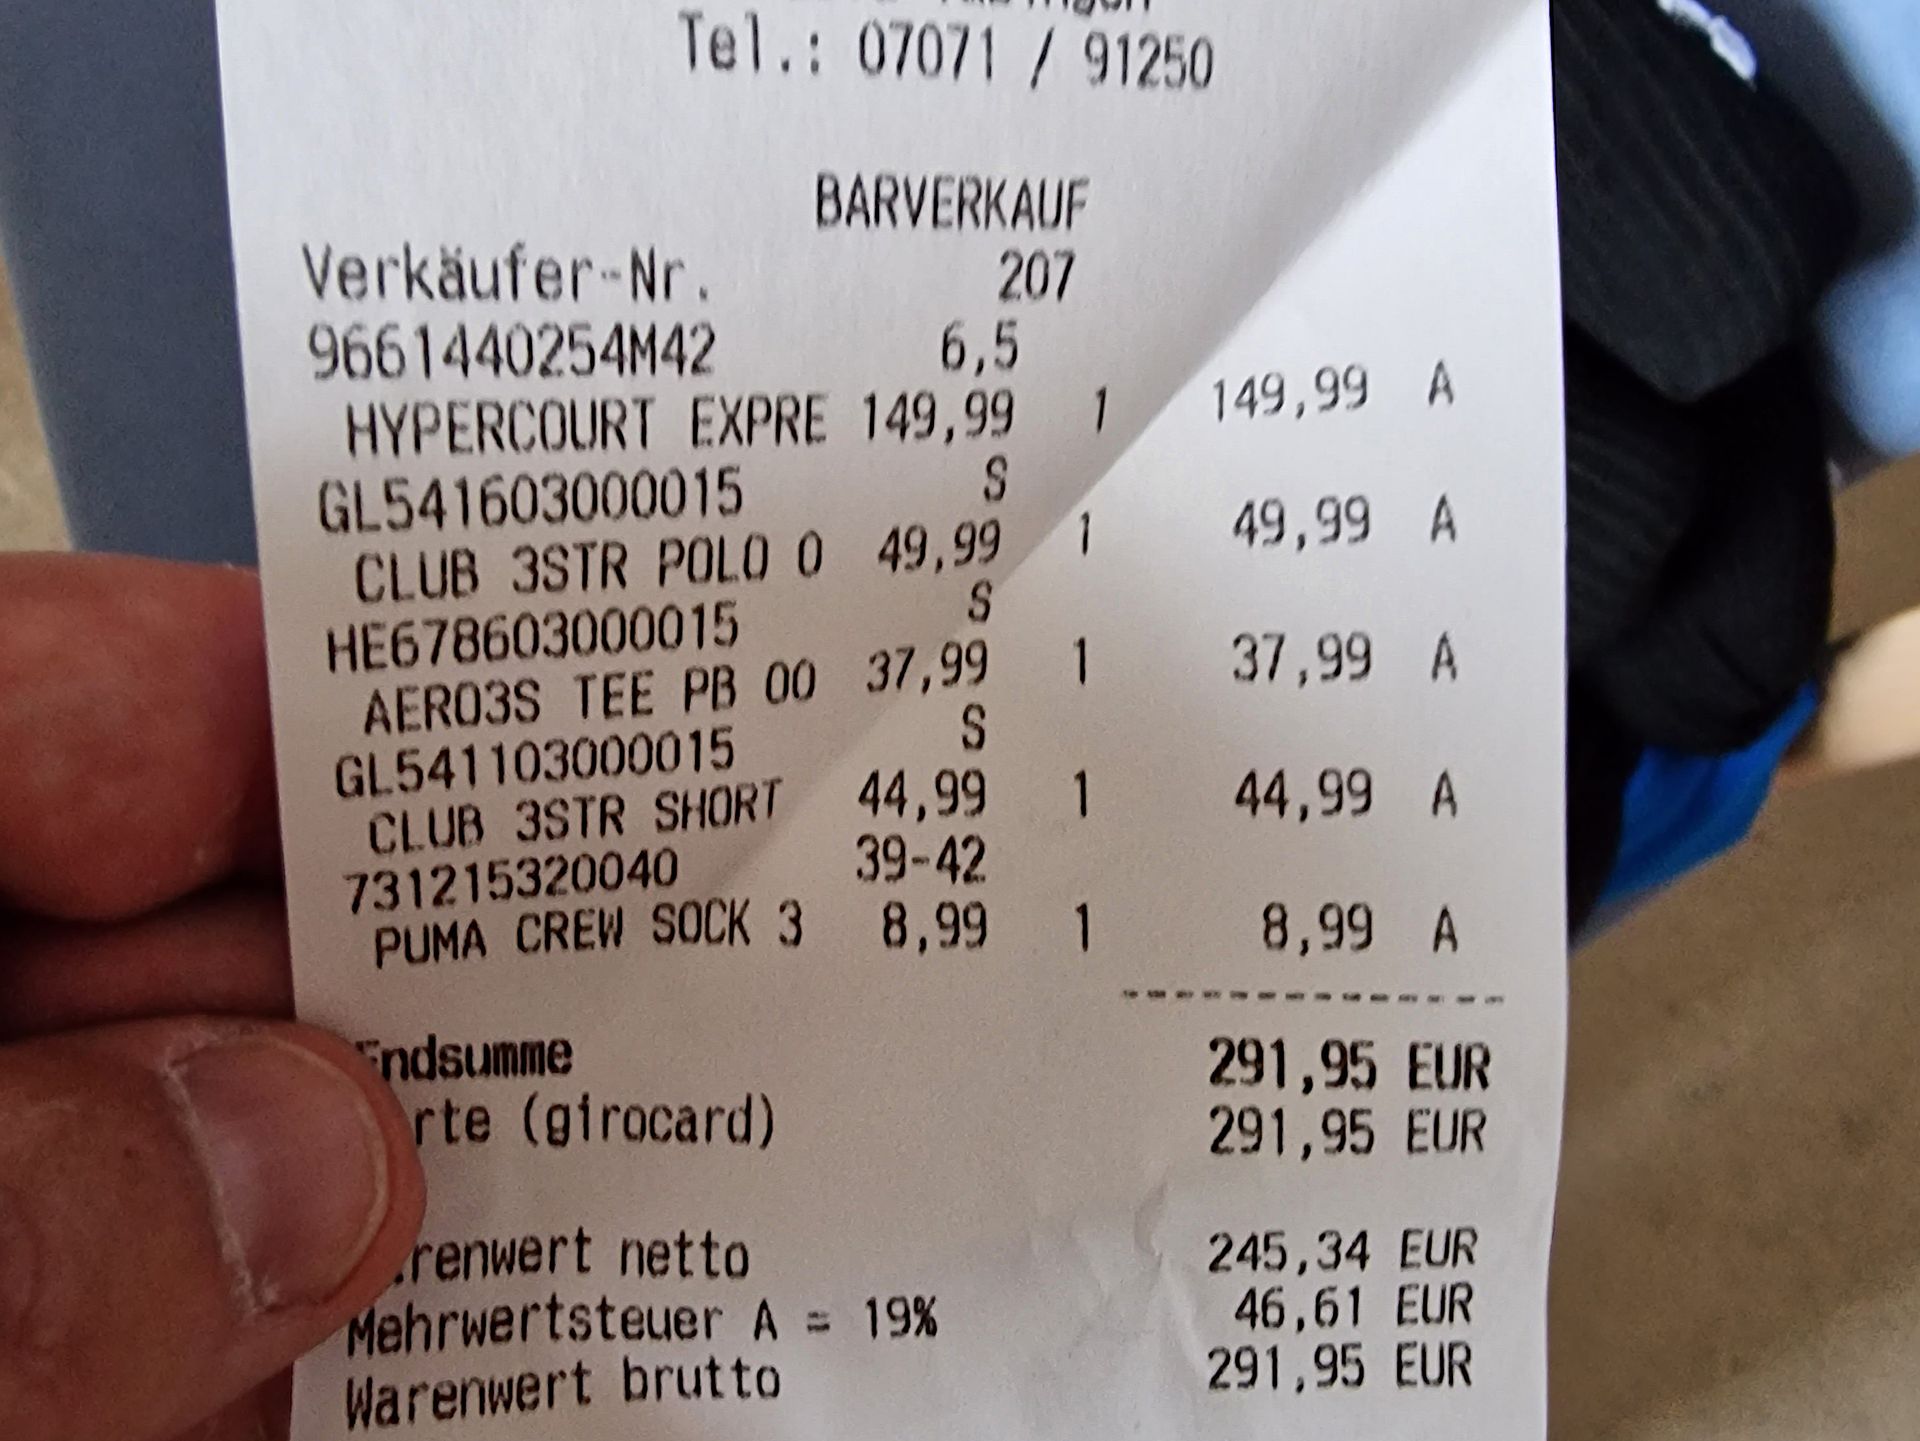 Tel.: 07071 / 91250
BARVERKAUF
Verkäufer-Nr. 207
9661440254M42 6,5
HYPERCOURT EXPRE 149,99 1 149,99 A
GL541603000015 S
CLUB 3STR POLO 0 49,99 1 49,99 A
HE678603000015 S
AERO3S TEE PB 00 37,99 1 37,99 A
GL541103000015 S
CLUB 3STR SHORT 44,99 1 44,99 A
731215320040 39-42
PUMA CREW SOCK 3 8,99 1 8,99 A
Endsumme 291,95 EUR
rte (girocard) 291,95 EUR
renwert netto 245,34 EUR
Mehrwertsteuer A = 19% 46,61 EUR
Warenwert brutto 291,95 EUR